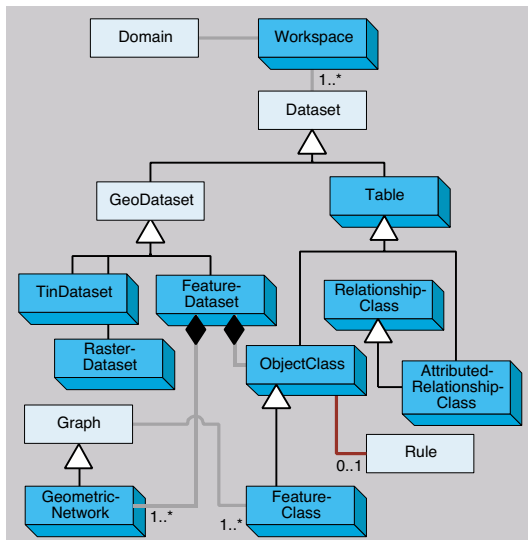 Domain
Workspace
1..*
Dataset
GeoDataset
Table
TinDataset
Feature-
Dataset
Relationship-
Class
Raster-
Dataset
ObjectClass
Attributed-
Relationship-
Class
Graph
Rule
0..1
Geometric-
Network
1..*
1..*
Feature-
Class